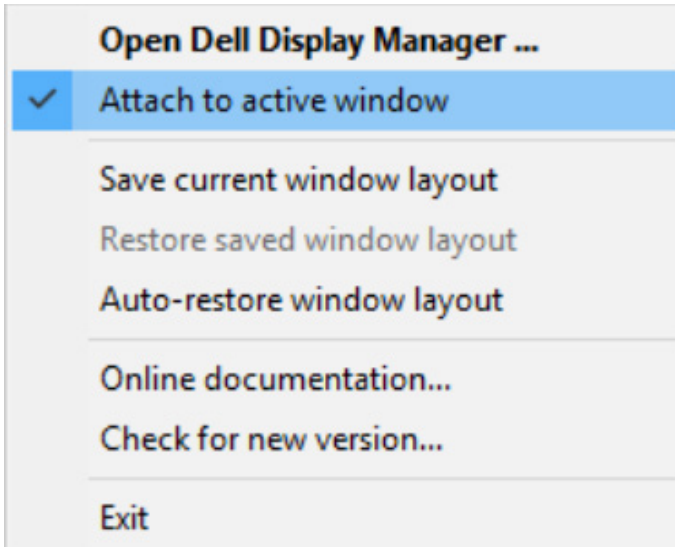 Open Dell Display Manager ...
Attach to active window
Save current window layout
Restore saved window layout
Auto-restore window layout
Online documentation...
Check for new version...
Exit